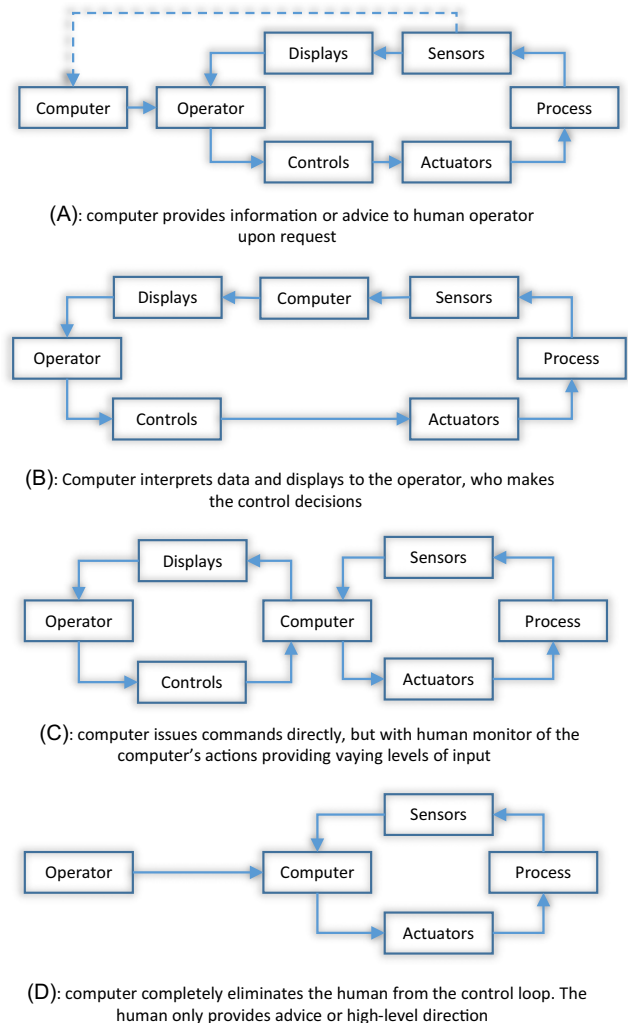 Displays
Sensors
Computer
Operator
Process
Controls
Actuators
(A): computer provides information or advice to human operator
upon request
Displays
Computer
Sensors
Operator
Process
Controls
Actuators
(B): Computer interprets data and displays to the operator, who makes
the control decisions
Displays
Sensors
Operator
Computer
Process
Controls
Actuators
(C): computer issues commands directly, but with human monitor of the
computer's actions providing vaying levels of input
Sensors
Operator
Computer
Process
Actuators
(D): computer completely eliminates the human from the control loop. The
human only provides advice or high-level direction